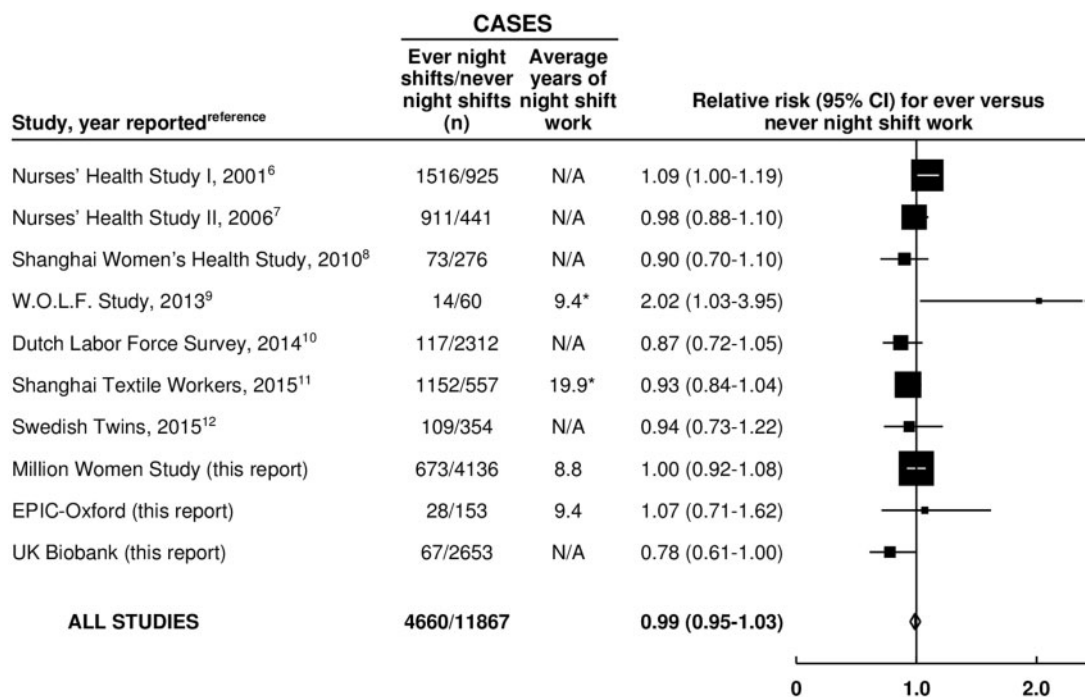 CASES
Ever night shifts/never night shifts (n)
Average years of night shift work
Study, year reported^reference
Relative risk (95% CI) for ever versus never night shift work
Nurses’ Health Study I, 2001^6 1516/925 N/A 1.09 (1.00-1.19)
Nurses’ Health Study II, 2006^7 911/441 N/A 0.98 (0.88-1.10)
Shanghai Women’s Health Study, 2010^8 73/276 N/A 0.90 (0.70-1.10)
W.O.L.F. Study, 2013^9 14/60 9.4* 2.02 (1.03-3.95)
Dutch Labor Force Survey, 2014^10 117/2312 N/A 0.87 (0.72-1.05)
Shanghai Textile Workers, 2015^11 1152/557 19.9* 0.93 (0.84-1.04)
Swedish Twins, 2015^12 109/354 N/A 0.94 (0.73-1.22)
Million Women Study (this report) 673/4136 8.8 1.00 (0.92-1.08)
EPIC-Oxford (this report) 28/153 9.4 1.07 (0.71-1.62)
UK Biobank (this report) 67/2653 N/A 0.78 (0.61-1.00)
ALL STUDIES 4660/11867 0.99 (0.95-1.03)
0 1.0 2.0